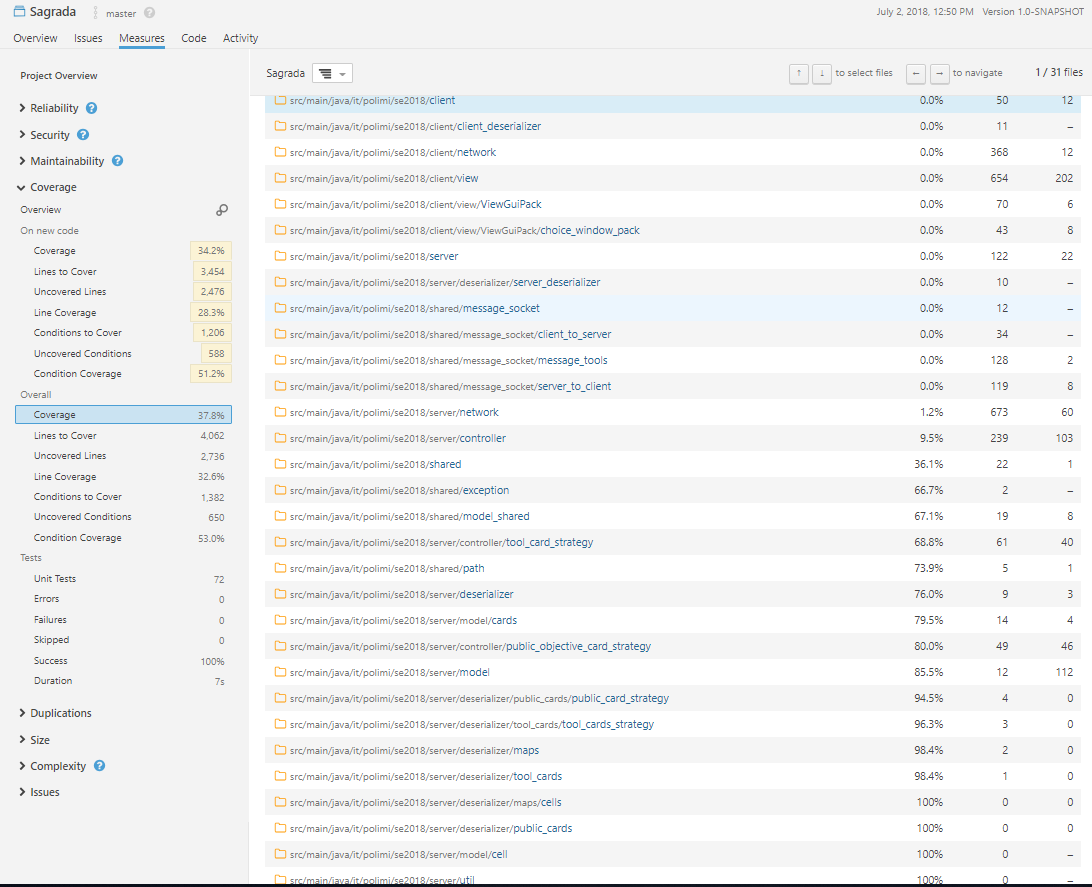 Sagrada master ? July 2, 2018, 12:50 PM Version 1.0-SNAPSHOT
Overview Issues Measures Code Activity
Project Overview
Reliability ?
Security ?
Maintainability ?
Coverage
Overview
On new code
Coverage 34.2%
Lines to Cover 3,454
Uncovered Lines 2,476
Line Coverage 28.3%
Conditions to Cover 1,206
Uncovered Conditions 588
Condition Coverage 51.2%
Overall
Coverage 37.8%
Lines to Cover 4,062
Uncovered Lines 2,736
Line Coverage 32.6%
Conditions to Cover 1,382
Uncovered Conditions 650
Condition Coverage 53.0%
Tests
Unit Tests 72
Errors 0
Failures 0
Skipped 0
Success 100%
Duration 7s
Duplications
Size
Complexity ?
Issues
Sagrada ↑ ↓ to select files ← → to navigate 1 / 31 files
src/main/java/it/polimi/se2018/client 0.0% 50 12
src/main/java/it/polimi/se2018/client/client_deserializer 0.0% 11 –
src/main/java/it/polimi/se2018/client/network 0.0% 368 12
src/main/java/it/polimi/se2018/client/view 0.0% 654 202
src/main/java/it/polimi/se2018/client/view/ViewGuiPack 0.0% 70 6
src/main/java/it/polimi/se2018/client/view/ViewGuiPack/choice_window_pack 0.0% 43 8
src/main/java/it/polimi/se2018/server 0.0% 122 22
src/main/java/it/polimi/se2018/server/deserializer/server_deserializer 0.0% 10 –
src/main/java/it/polimi/se2018/shared/message_socket 0.0% 12 –
src/main/java/it/polimi/se2018/shared/message_socket/client_to_server 0.0% 34 –
src/main/java/it/polimi/se2018/shared/message_socket/message_tools 0.0% 128 2
src/main/java/it/polimi/se2018/shared/message_socket/server_to_client 0.0% 119 8
src/main/java/it/polimi/se2018/server/network 1.2% 673 60
src/main/java/it/polimi/se2018/server/controller 9.5% 239 103
src/main/java/it/polimi/se2018/shared 36.1% 22 1
src/main/java/it/polimi/se2018/shared/exception 66.7% 2 –
src/main/java/it/polimi/se2018/shared/model_shared 67.1% 19 8
src/main/java/it/polimi/se2018/server/controller/tool_card_strategy 68.8% 61 40
src/main/java/it/polimi/se2018/shared/path 73.9% 5 1
src/main/java/it/polimi/se2018/server/deserializer 76.0% 9 3
src/main/java/it/polimi/se2018/server/model/cards 79.5% 14 4
src/main/java/it/polimi/se2018/server/controller/public_objective_card_strategy 80.0% 49 46
src/main/java/it/polimi/se2018/server/model 85.5% 12 112
src/main/java/it/polimi/se2018/server/deserializer/public_cards/public_card_strategy 94.5% 4 0
src/main/java/it/polimi/se2018/server/deserializer/tool_cards/tool_cards_strategy 96.3% 3 0
src/main/java/it/polimi/se2018/server/deserializer/maps 98.4% 2 0
src/main/java/it/polimi/se2018/server/deserializer/tool_cards 98.4% 1 0
src/main/java/it/polimi/se2018/server/deserializer/maps/cells 100% 0 0
src/main/java/it/polimi/se2018/server/deserializer/public_cards 100% 0 0
src/main/java/it/polimi/se2018/server/model/cell 100% 0 –
src/main/java/it/polimi/se2018/server/util 100% 0 –